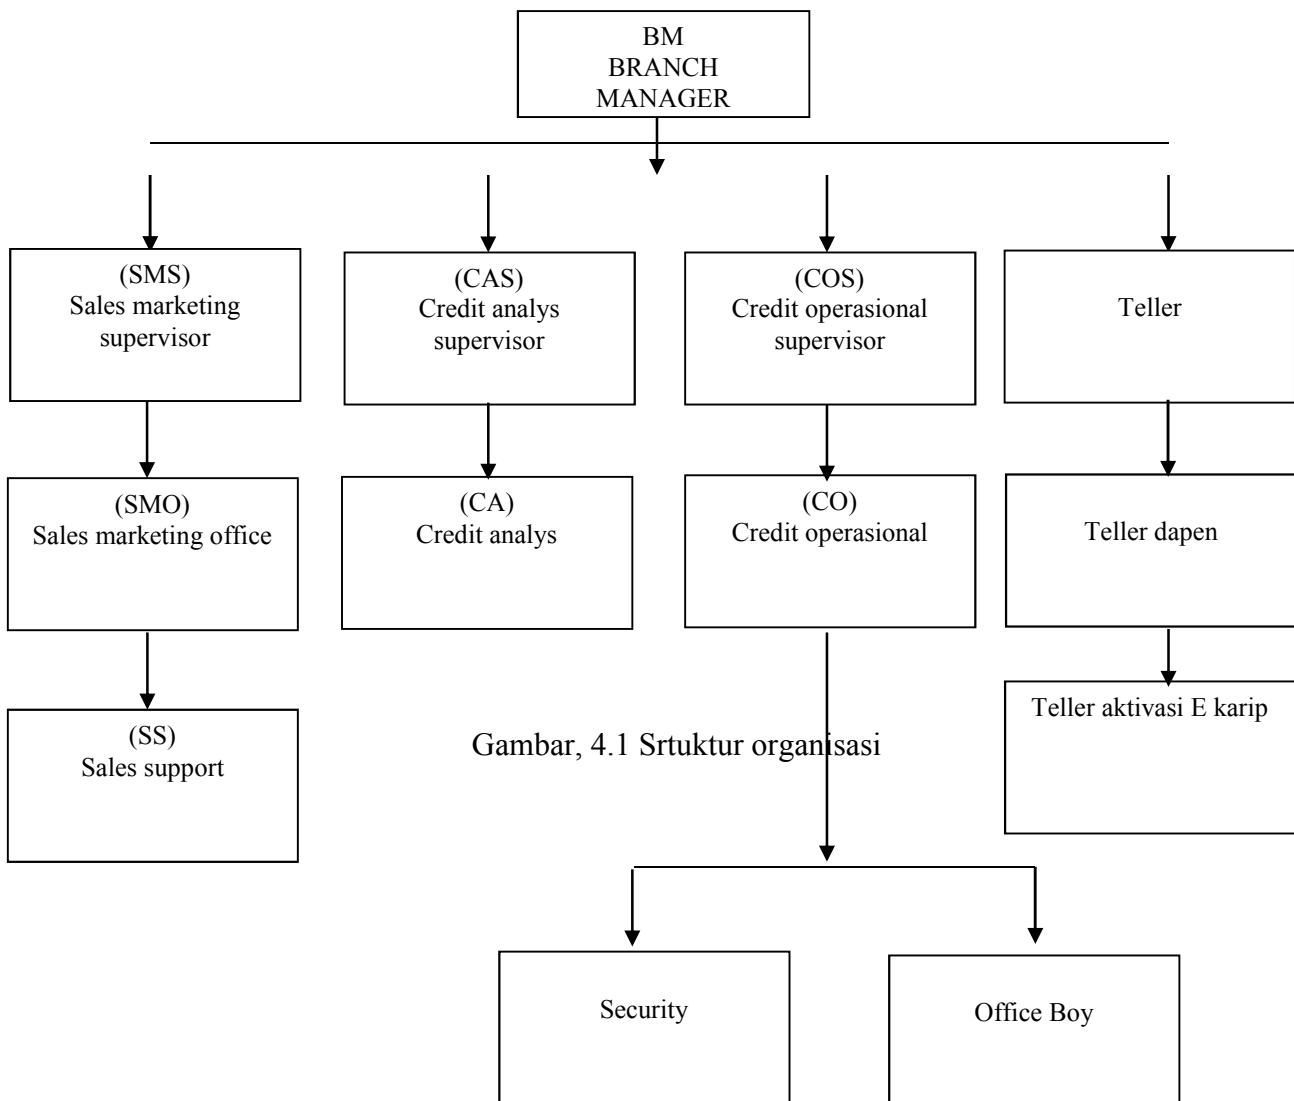 BM
BRANCH
MANAGER
(SMS)
Sales marketing
supervisor
(CAS)
Credit analys
supervisor
(COS)
Credit operasional
supervisor
Teller
(SMO)
Sales marketing office
(CA)
Credit analys
(CO)
Credit operasional
Teller dapen
(SS)
Sales support
Teller aktivasi E karip
Gambar, 4.1 Srtuktur organisasi
Security
Office Boy